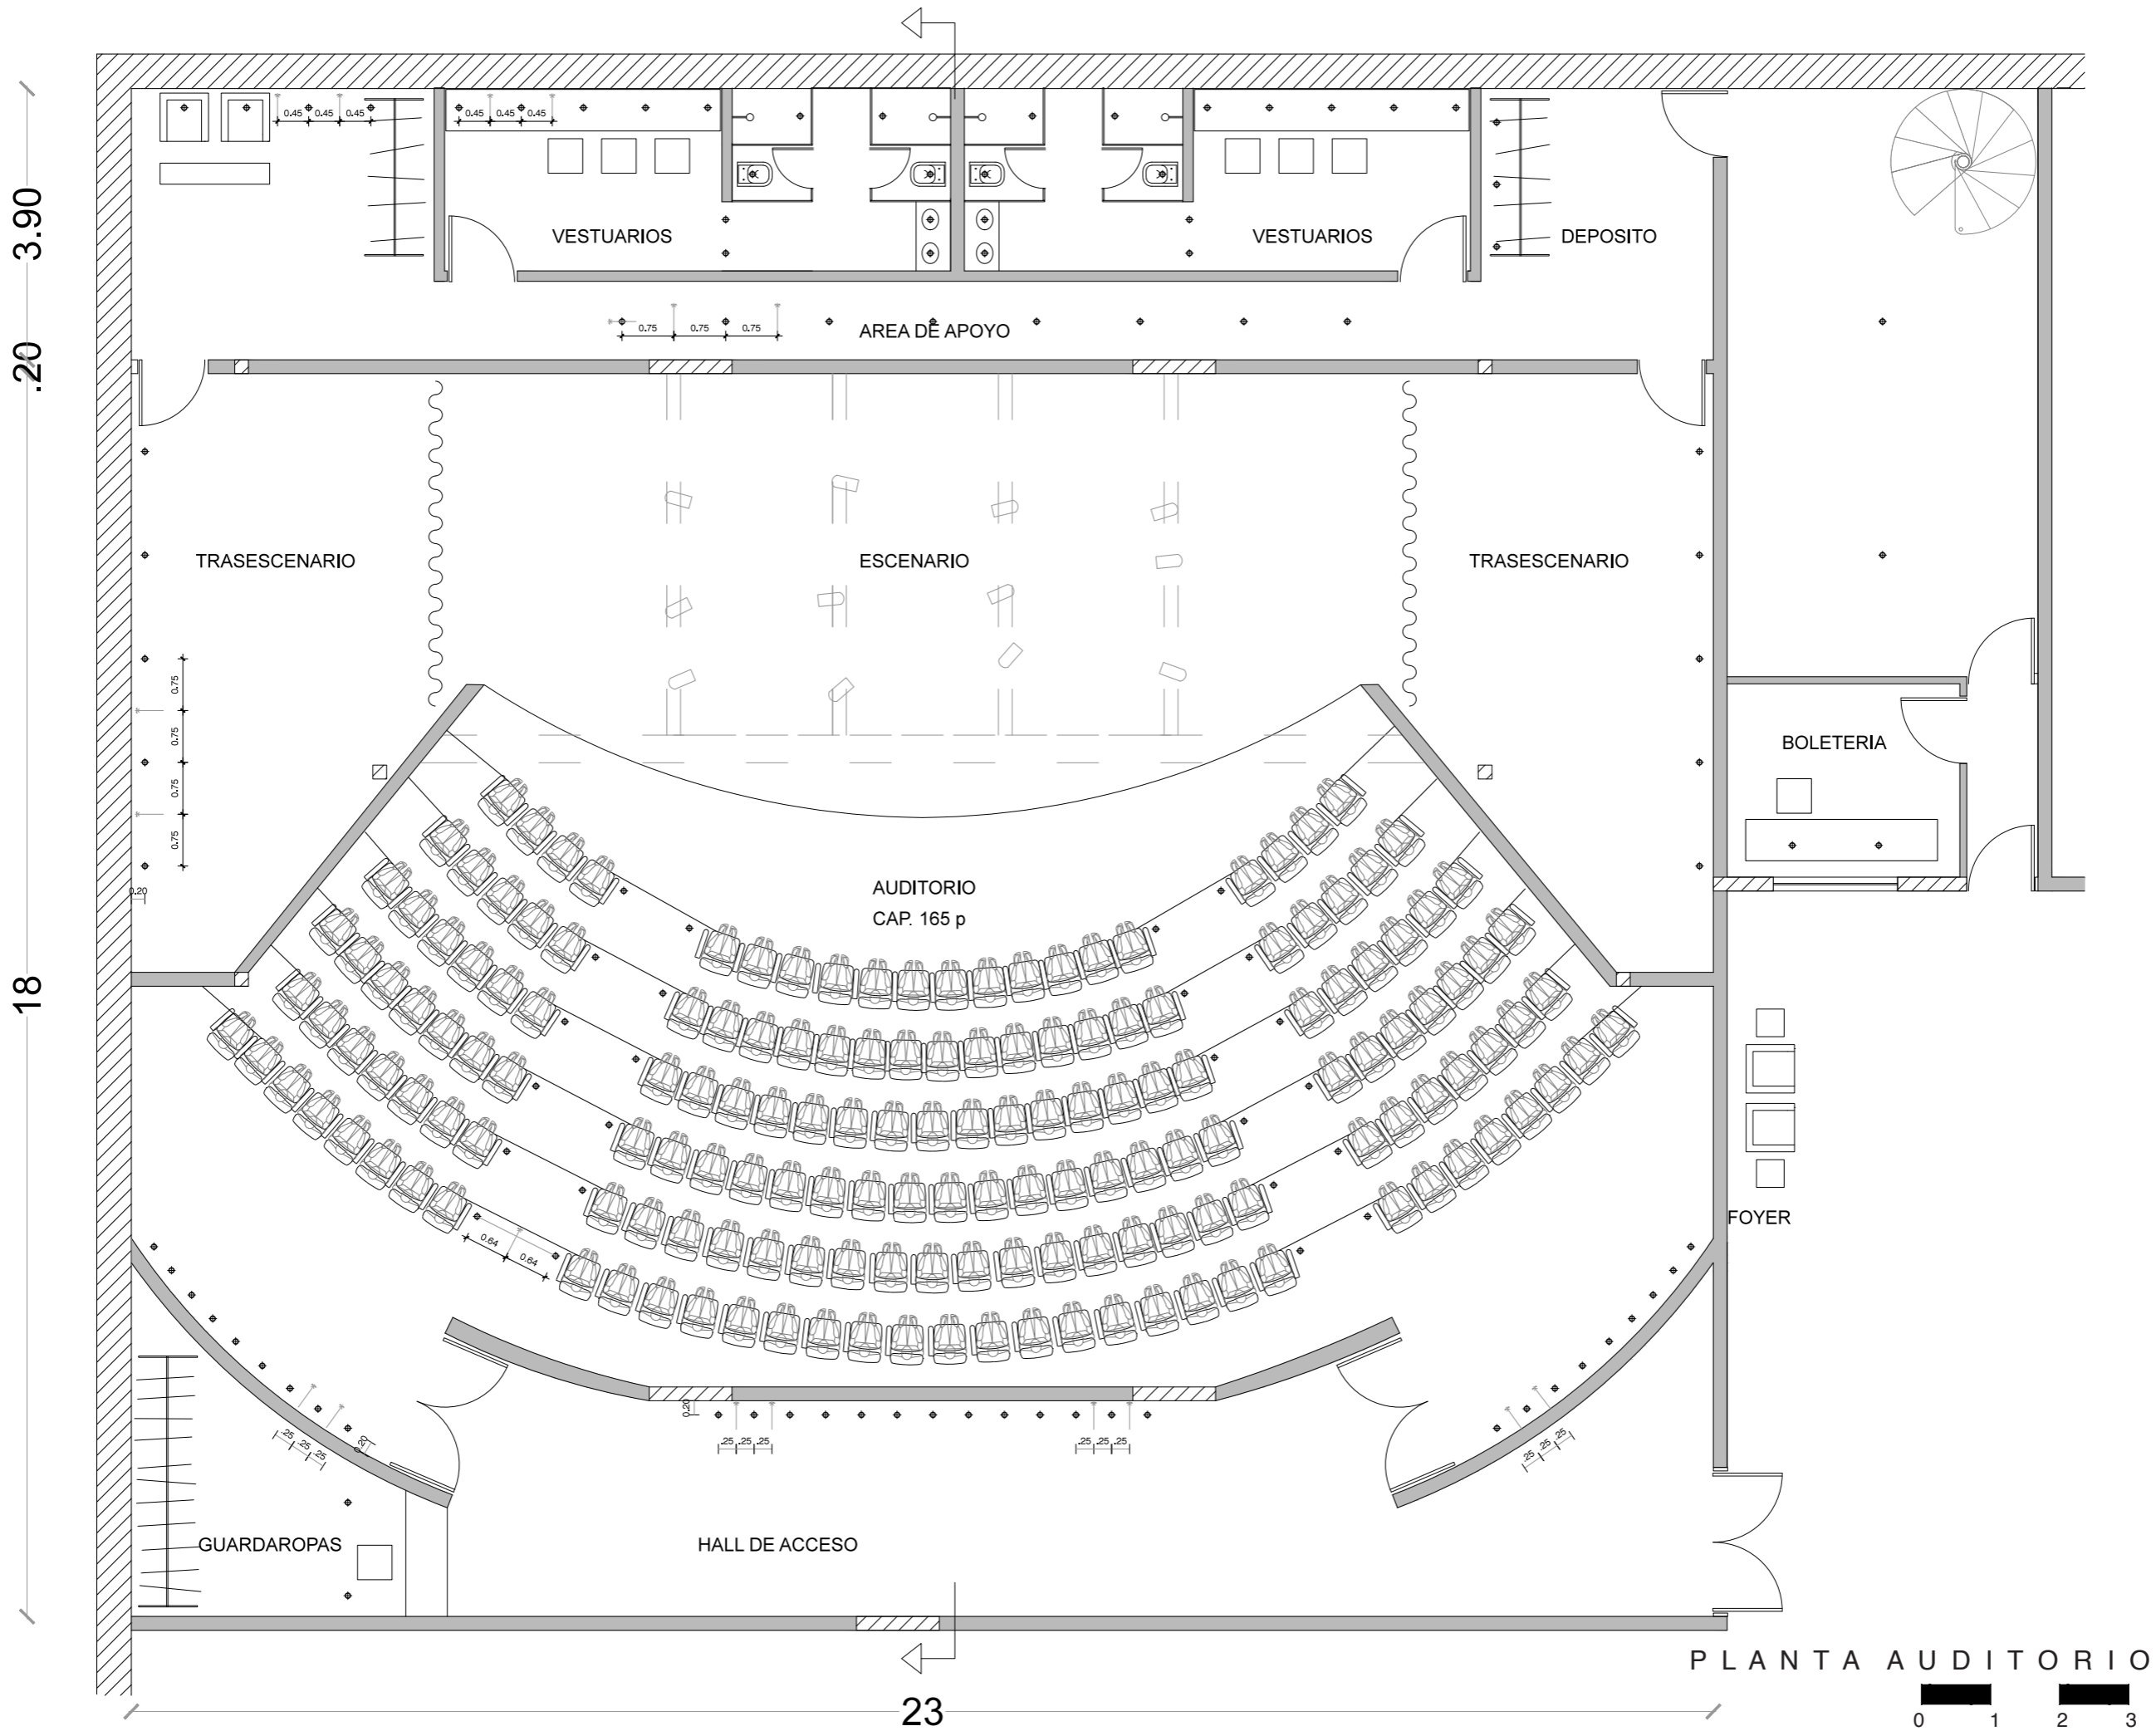 0.45 0.45 0.45
0.45 0.45 0.45
3.90
VESTUARIOS
VESTUARIOS
DEPOSITO
0.75 0.75 0.75
AREA DE APOYO
.20
TRASESCENARIO
ESCENARIO
TRASESCENARIO
0.75
0.75
0.75
0.75
BOLETERIA
0.20
AUDITORIO
CAP. 165 p
18
FOYER
0.64 0.64
0.20
.25 .25 .25
0.20
.25 .25 .25
.25 .25 .25
.25 .25 .25
GUARDAROPAS
HALL DE ACCESO
PLANTA AUDITORIO
23
0 1 2 3